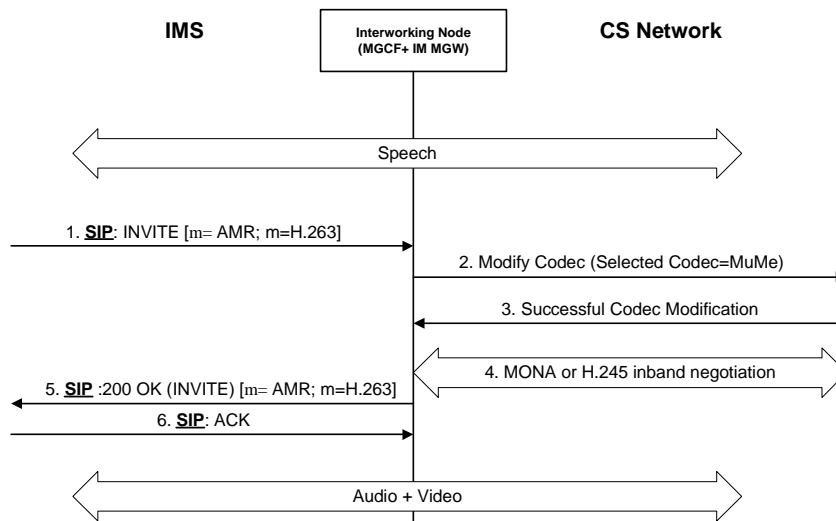 IMS
Interworking Node
(MGCF+ IM MGW)
CS Network
Speech
1. SIP: INVITE [m= AMR; m=H.263]
2. Modify Codec (Selected Codec=MuMe)
3. Successful Codec Modification
4. MONA or H.245 inband negotiation
5. SIP :200 OK (INVITE) [m= AMR; m=H.263]
6. SIP: ACK
Audio + Video